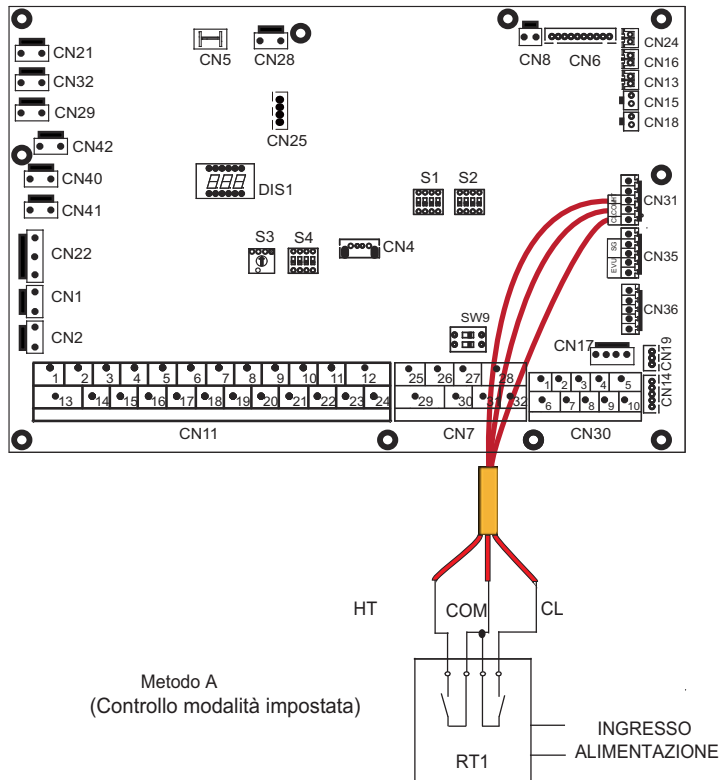 CN21
CN32
CN29
CN42
CN40
CN41
CN22
CN1
CN2
CN5
CN28
CN25
DIS1
S3 S4
CN4
S1 S2
SW9
CN8 CN6
CN24
CN16
CN13
CN15
CN18
CN31
CN35
EVU SG
CN36
CN17
CN19
CN14
1 2 3 4 5 6 7 8 9 10 11 12
13 14 15 16 17 18 19 20 21 22 23 24
CN11
25 26 27 28
29 30 31 32
CN7
1 2 3 4 5
6 7 8 9 10
CN30
HT COM CL
Metodo A
(Controllo modalità impostata)
RT1
INGRESSO
ALIMENTAZIONE